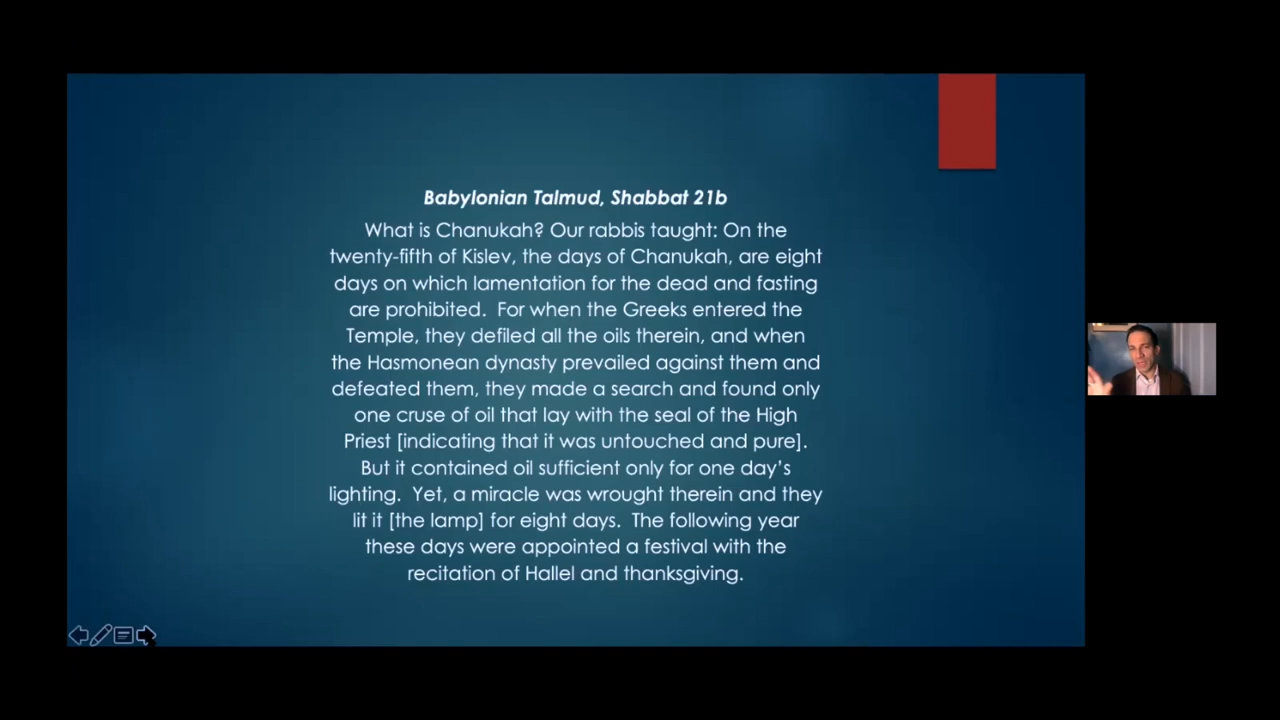 Babylonian Talmud, Shabbat 21b
What is Chanukah? Our rabbis taught: On the
twenty-fifth of Kislev, the days of Chanukah, are eight
days on which lamentation for the dead and fasting
are prohibited.  For when the Greeks entered the
Temple, they defiled all the oils therein, and when
the Hasmonean dynasty prevailed against them and
defeated them, they made a search and found only
one cruse of oil that lay with the seal of the High
Priest [indicating that it was untouched and pure].
But it contained oil sufficient only for one day's
lighting.  Yet, a miracle was wrought therein and they
lit it [the lamp] for eight days.  The following year
these days were appointed a festival with the
recitation of Hallel and thanksgiving.